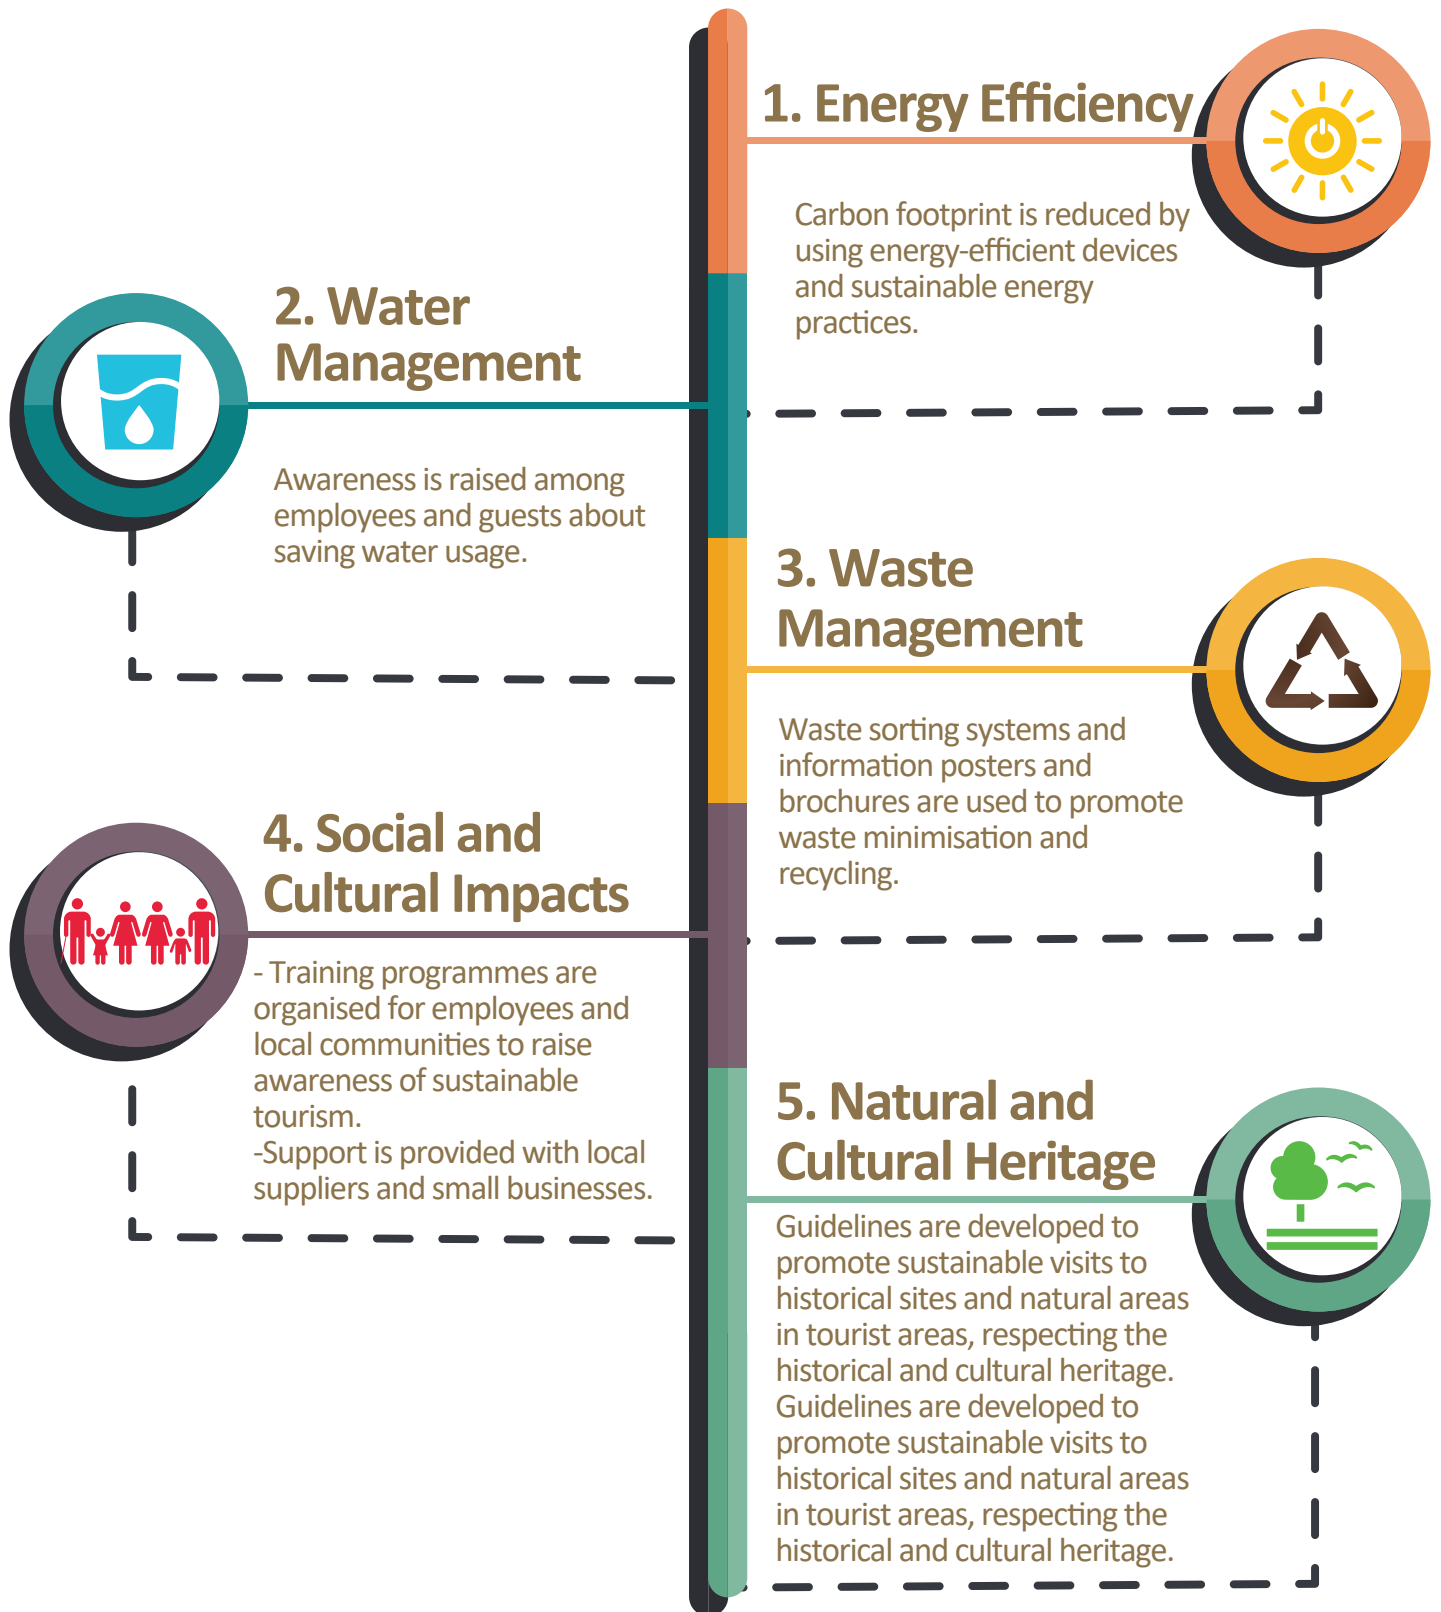 1. Energy Efficiency
Carbon footprint is reduced by
using energy-efficient devices
and sustainable energy
practices.
2. Water
Management
Awareness is raised among
employees and guests about
saving water usage.
3. Waste
Management
Waste sorting systems and
information posters and
brochures are used to promote
waste minimisation and
recycling.
4. Social and
Cultural Impacts
- Training programmes are
organised for employees and
local communities to raise
awareness of sustainable
tourism.
-Support is provided with local
suppliers and small businesses.
5. Natural and
Cultural Heritage
Guidelines are developed to
promote sustainable visits to
historical sites and natural areas
in tourist areas, respecting the
historical and cultural heritage.
Guidelines are developed to
promote sustainable visits to
historical sites and natural areas
in tourist areas, respecting the
historical and cultural heritage.